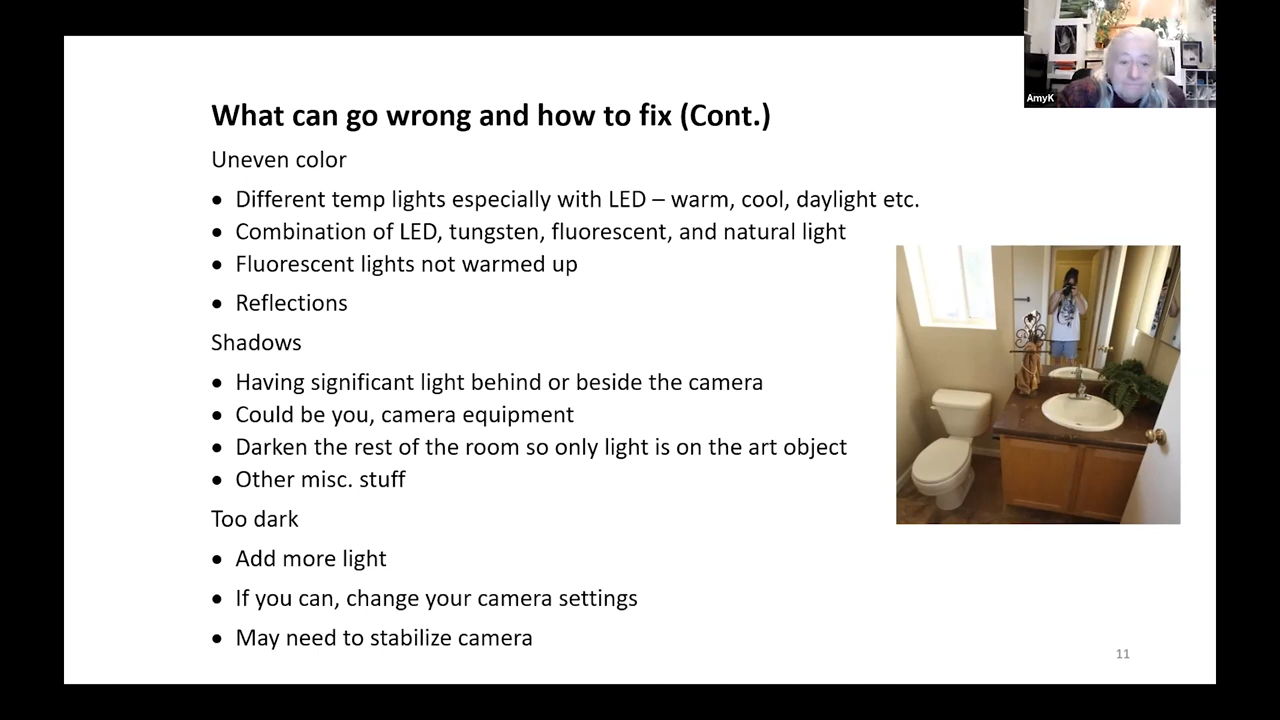 AmyK
What can go wrong and how to fix (Cont.)
Uneven color
• Different temp lights especially with LED – warm, cool, daylight etc.
• Combination of LED, tungsten, fluorescent, and natural light
• Fluorescent lights not warmed up
• Reflections
Shadows
• Having significant light behind or beside the camera
• Could be you, camera equipment
• Darken the rest of the room so only light is on the art object
• Other misc. stuff
Too dark
• Add more light
• If you can, change your camera settings
• May need to stabilize camera
11